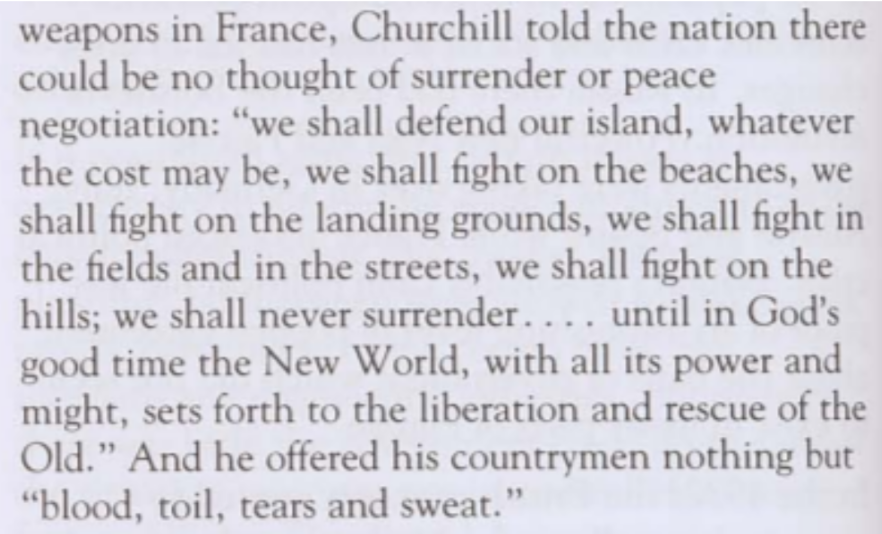 weapons in France, Churchill told the nation there
could be no thought of surrender or peace
negotiation: “we shall defend our island, whatever
the cost may be, we shall fight on the beaches, we
shall fight on the landing grounds, we shall fight in
the fields and in the streets, we shall fight on the
hills; we shall never surrender. . . . until in God’s
good time the New World, with all its power and
might, sets forth to the liberation and rescue of the
Old.” And he offered his countrymen nothing but
“blood, toil, tears and sweat.”